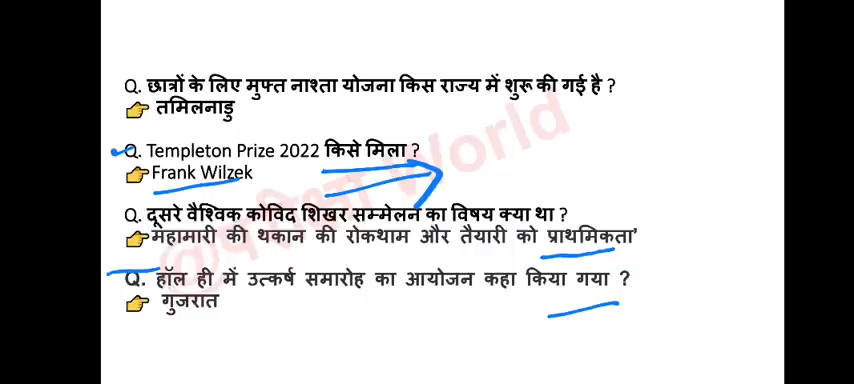 Q. छात्रों के लिए मुफ्त नाश्ता योजना किस राज्य में शुरू की गई है ?
👉 तमिलनाडु
Q. Templeton Prize 2022 किसे मिला ?
👉Frank Wilzek
Q. दूसरे वैश्विक कोविद शिखर सम्मेलन का विषय क्या था ?
👉महामारी की थकान की रोकथाम और तैयारी को प्राथमिकता’
Q. हॉल ही में उत्कर्ष समारोह का आयोजन कहा किया गया ?
👉 गुजरात
World